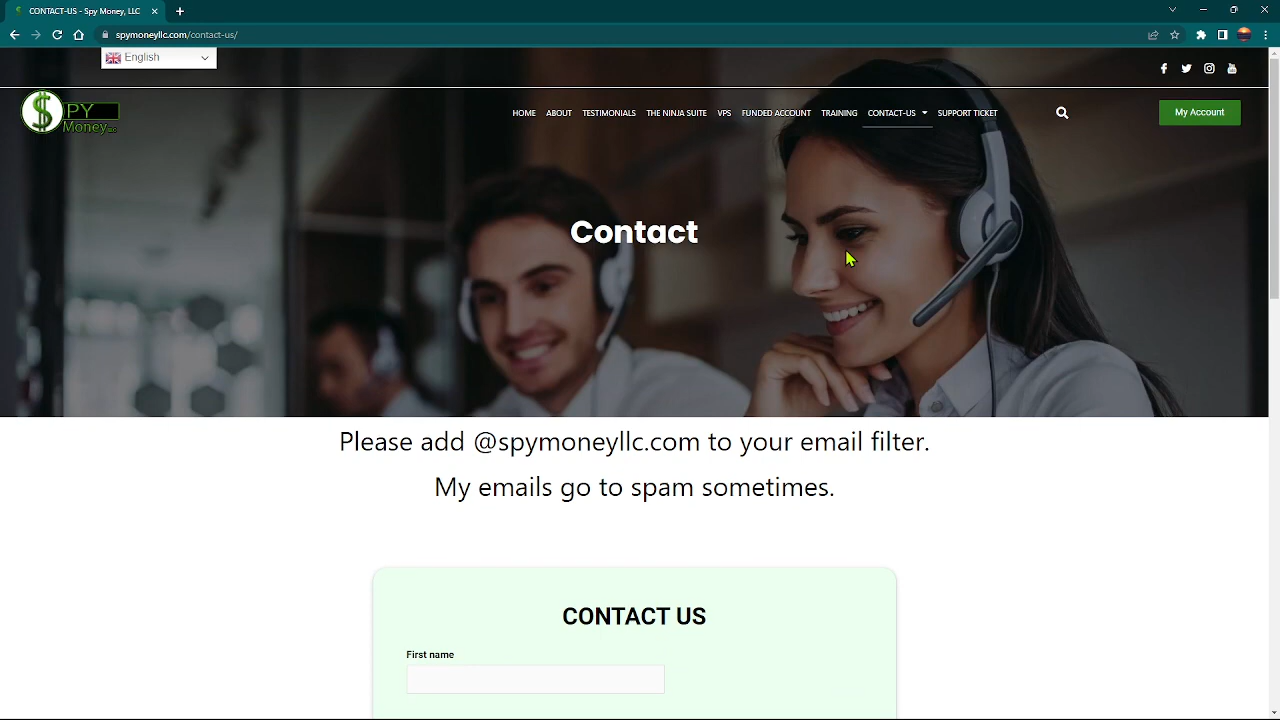 CONTACT-US - Spy Money, LLC
spymoneyllc.com/contact-us/
English
$PY
Money LLC
HOME ABOUT TESTIMONIALS THE NINJA SUITE VPS FUNDED ACCOUNT TRAINING CONTACT-US SUPPORT TICKET
My Account
Contact
Please add @spymoneyllc.com to your email filter.
My emails go to spam sometimes.
CONTACT US
First name